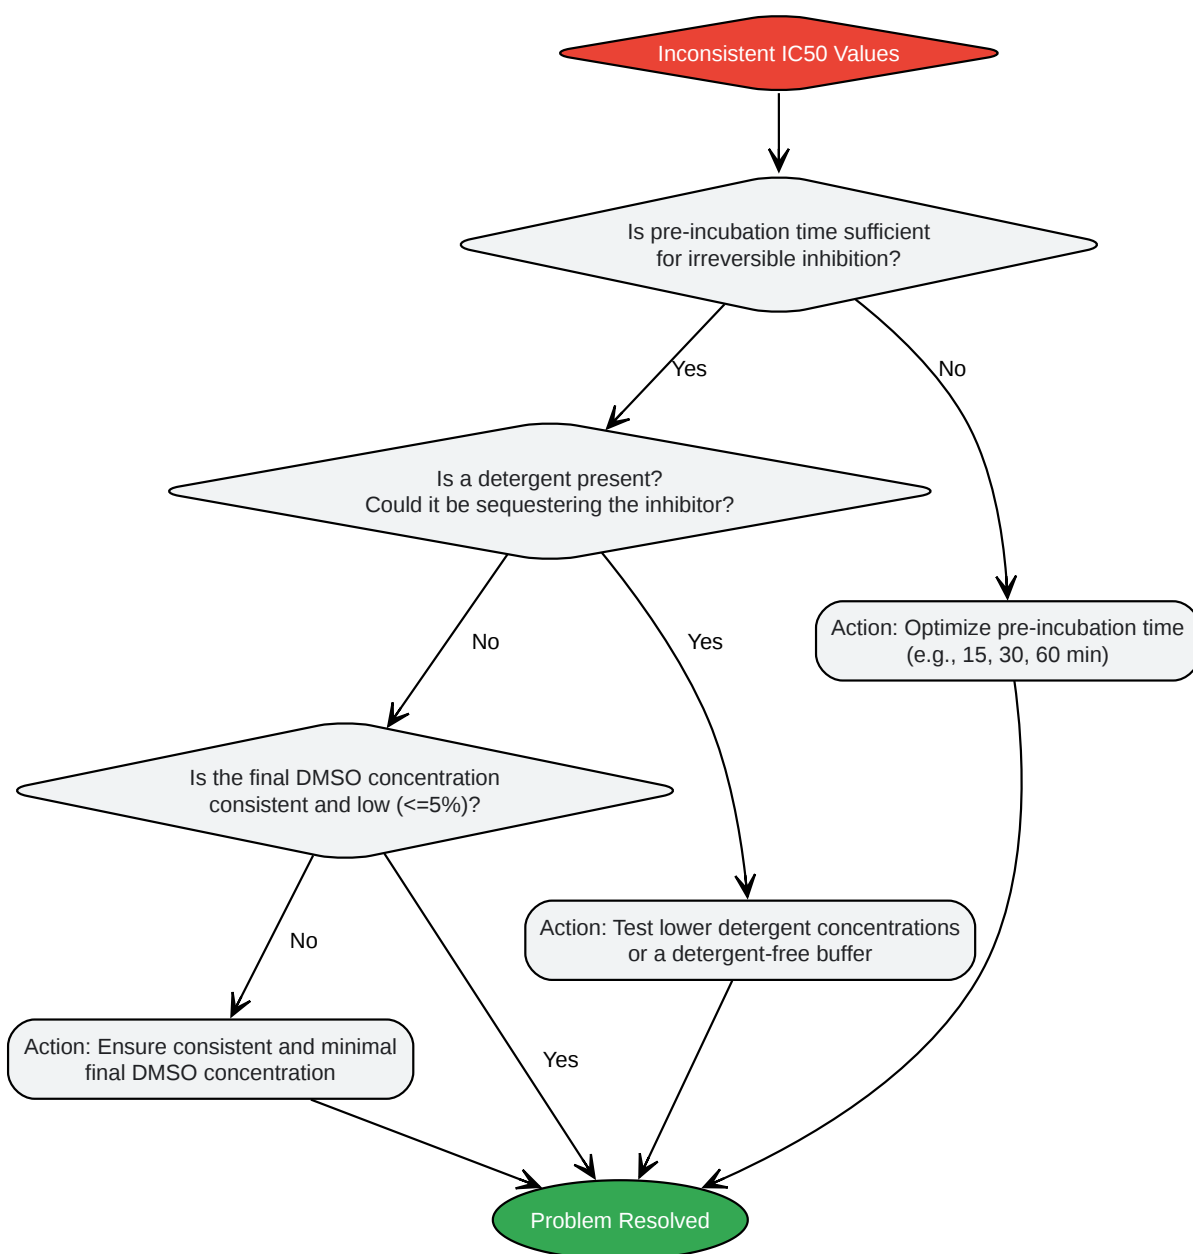 Inconsistent IC50 Values
Is pre-incubation time sufficient
for irreversible inhibition?
Yes
No
Is a detergent present?
Could it be sequestering the inhibitor?
No
Yes
Action: Optimize pre-incubation time
(e.g., 15, 30, 60 min)
Is the final DMSO concentration
consistent and low (<=5%)?
No
Action: Test lower detergent concentrations
or a detergent-free buffer
Action: Ensure consistent and minimal
final DMSO concentration
Yes
Problem Resolved